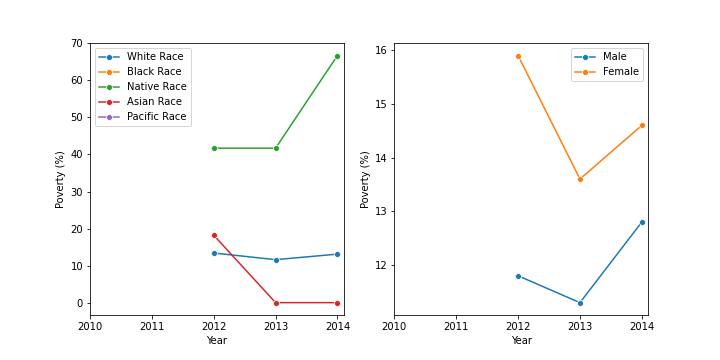 70
60
50
40
30
20
10
0
Poverty (%)
White Race
Black Race
Native Race
Asian Race
Pacific Race
2010 2011 2012 2013 2014
Year
16
15
14
13
12
Poverty (%)
Male
Female
2010 2011 2012 2013 2014
Year